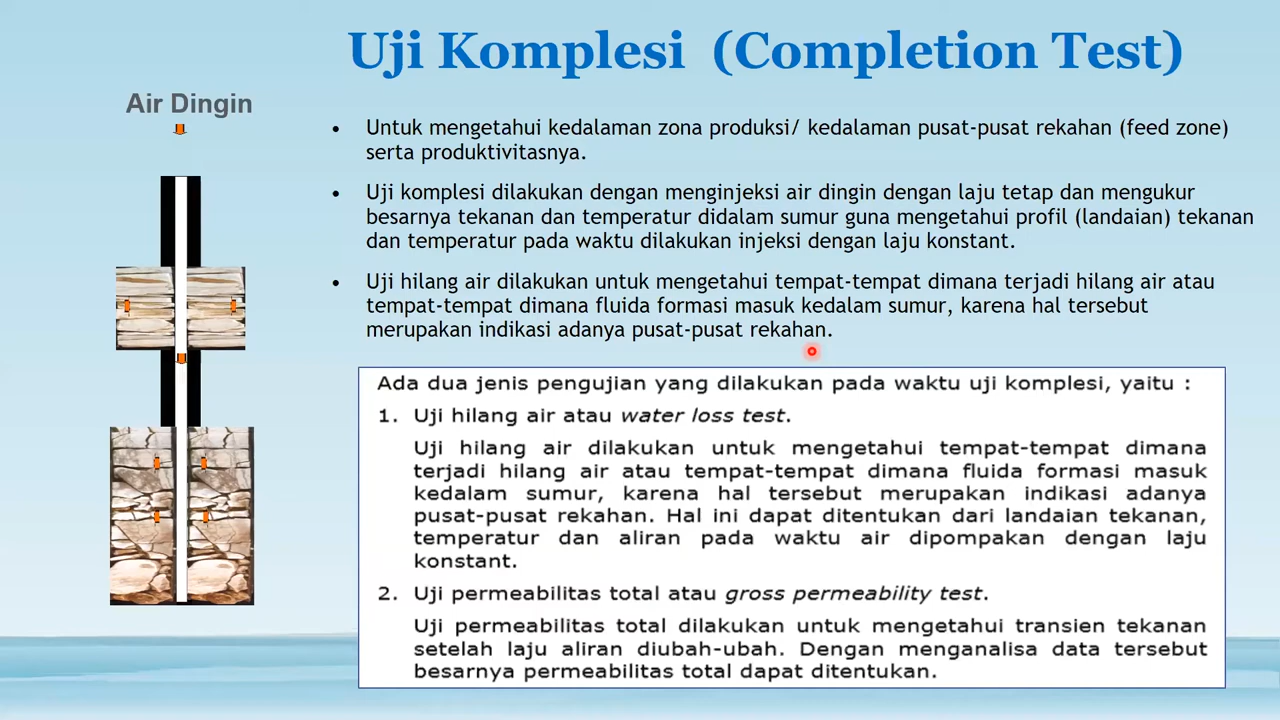 Uji Komplesi (Completion Test)
Air Dingin
• Untuk mengetahui kedalaman zona produksi/ kedalaman pusat-pusat rekahan (feed zone)
serta produktivitasnya.
• Uji komplesi dilakukan dengan menginjeksi air dingin dengan laju tetap dan mengukur
besarnya tekanan dan temperatur didalam sumur guna mengetahui profil (landaian) tekanan
dan temperatur pada waktu dilakukan injeksi dengan laju konstant.
• Uji hilang air dilakukan untuk mengetahui tempat-tempat dimana terjadi hilang air atau
tempat-tempat dimana fluida formasi masuk kedalam sumur, karena hal tersebut
merupakan indikasi adanya pusat-pusat rekahan.
Ada dua jenis pengujian yang dilakukan pada waktu uji komplesi, yaitu :
1. Uji hilang air atau water loss test.
Uji hilang air dilakukan untuk mengetahui tempat-tempat dimana
terjadi hilang air atau tempat-tempat dimana fluida formasi masuk
kedalam sumur, karena hal tersebut merupakan indikasi adanya
pusat-pusat rekahan. Hal ini dapat ditentukan dari landaian tekanan,
temperatur dan aliran pada waktu air dipompakan dengan laju
konstant.
2. Uji permeabilitas total atau gross permeability test.
Uji permeabilitas total dilakukan untuk mengetahui transien tekanan
setelah laju aliran diubah-ubah. Dengan menganalisa data tersebut
besarnya permeabilitas total dapat ditentukan.